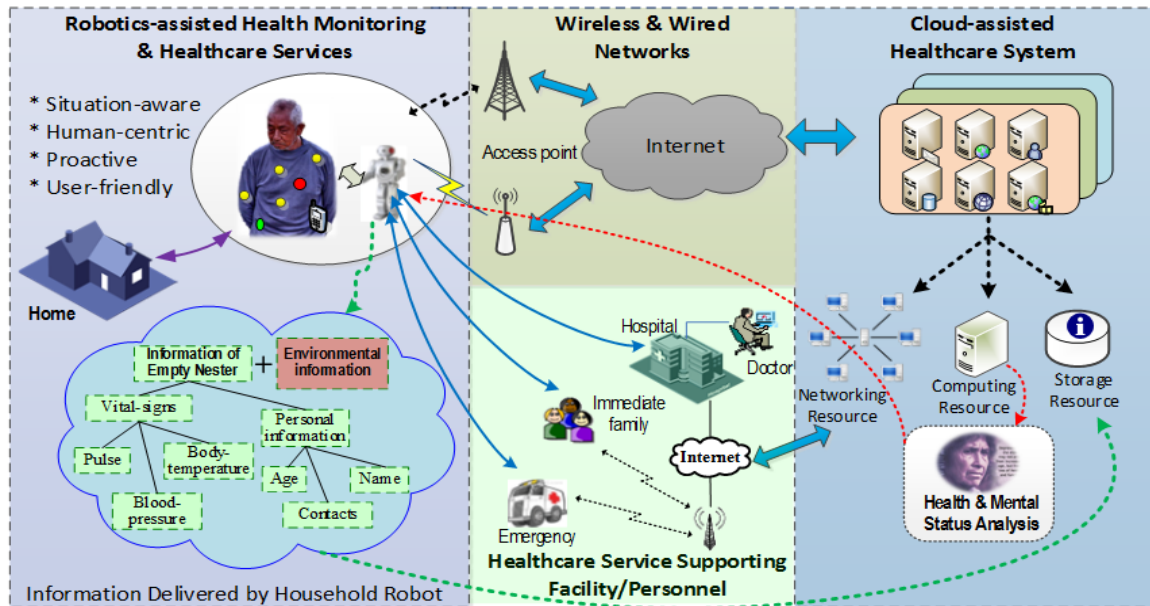 Robotics-assisted Health Monitoring
& Healthcare Services
* Situation-aware
* Human-centric
* Proactive
* User-friendly
Home
Information of
Empty Nester
+
Environmental
information
Vital-signs
Personal
information
Pulse
Body-
temperature
Blood-
pressure
Age
Name
Contacts
Information Delivered by Household Robot
Wireless & Wired
Networks
Access point
Internet
Hospital
Doctor
Immediate
family
Internet
Emergency
Healthcare Service Supporting
Facility/Personnel
Cloud-assisted
Healthcare System
Networking
Resource
Computing
Resource
Storage
Resource
Health & Mental
Status Analysis